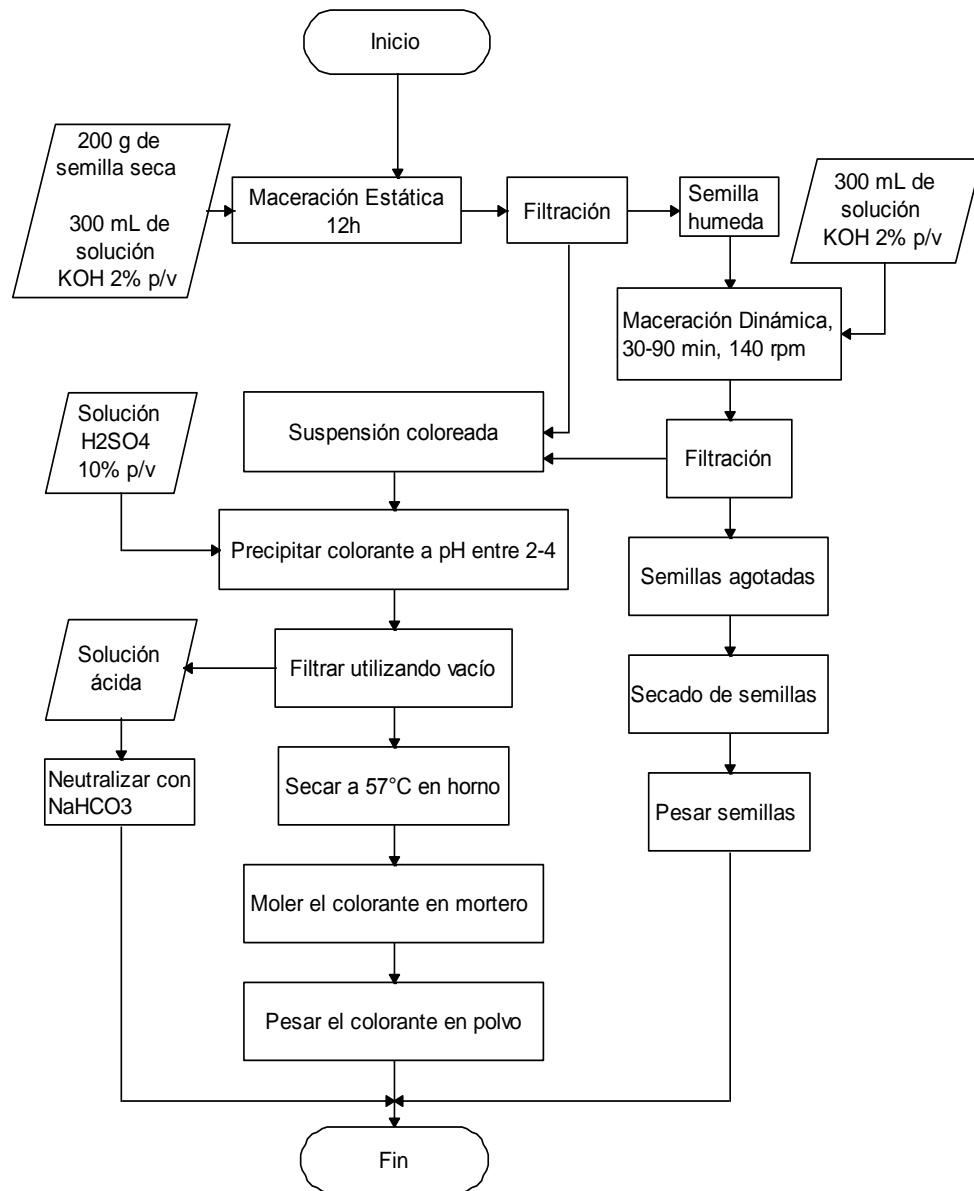 Inicio
200 g de
semilla seca
300 mL de
solución
KOH 2% p/v
Maceración Estática
12h
Filtración
Semilla
humeda
300 mL de
solución
KOH 2% p/v
Maceración Dinámica,
30-90 min, 140 rpm
Solución
H2SO4
10% p/v
Suspensión coloreada
Filtración
Precipitar colorante a pH entre 2-4
Semillas agotadas
Solución
ácida
Filtrar utilizando vacío
Secado de semillas
Neutralizar con
NaHCO3
Secar a 57°C en horno
Pesar semillas
Moler el colorante en mortero
Pesar el colorante en polvo
Fin